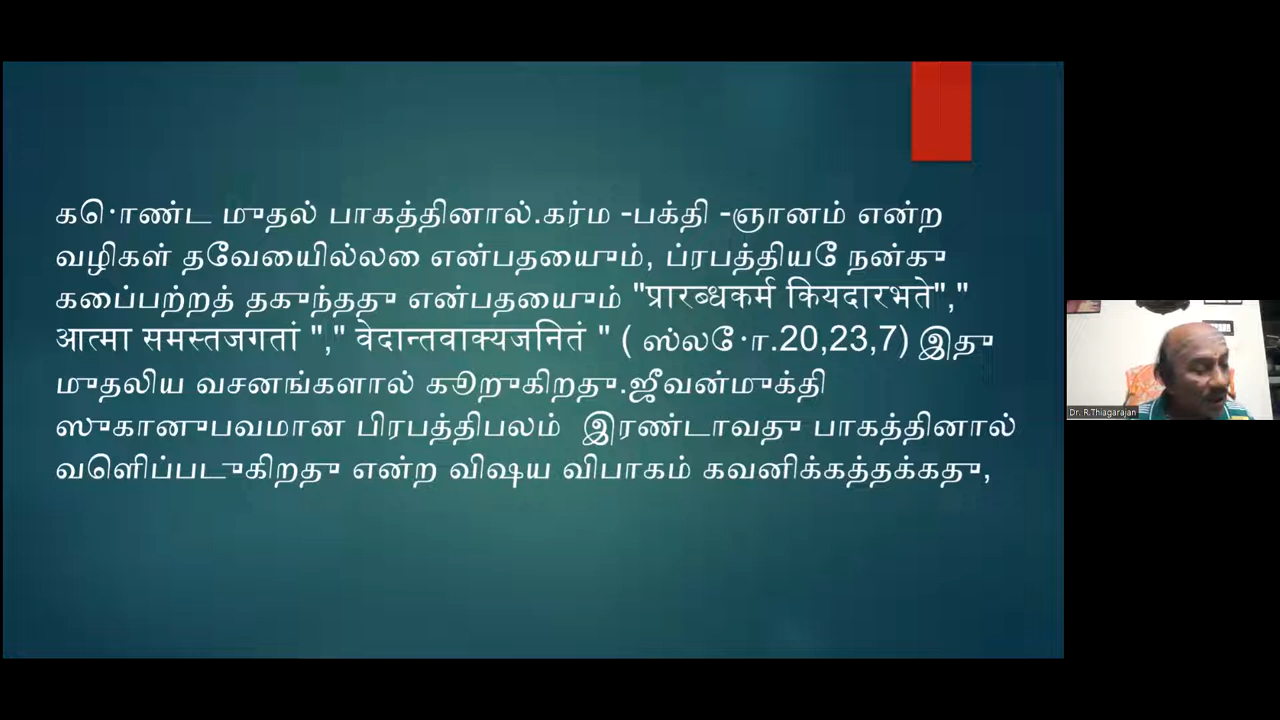 கொண்ட முதல் பாகத்தினால்.கர்ம -பக்தி -ஞானம் என்ற
வழிகள் தேவையில்லை என்பதையும், ப்ரபத்தியே நன்கு
கைப்பற்றத் தகுந்தது என்பதையும் "प्रारब्धकर्म कियदारभते","
आत्मा समस्तजगतां "," वेदान्तवाक्यजनितं " ( ஸ்லோ.20,23,7) இது
முதலிய வசனங்களால் கூறுகிறது.ஜீவன்முக்தி
ஸுகானுபவமான பிரபத்திபலம் இரண்டாவது பாகத்தினால்
வெளிப்படுகிறது என்ற விஷய விபாகம் கவனிக்கத்தக்கது,
Dr. R.Thiagarajan